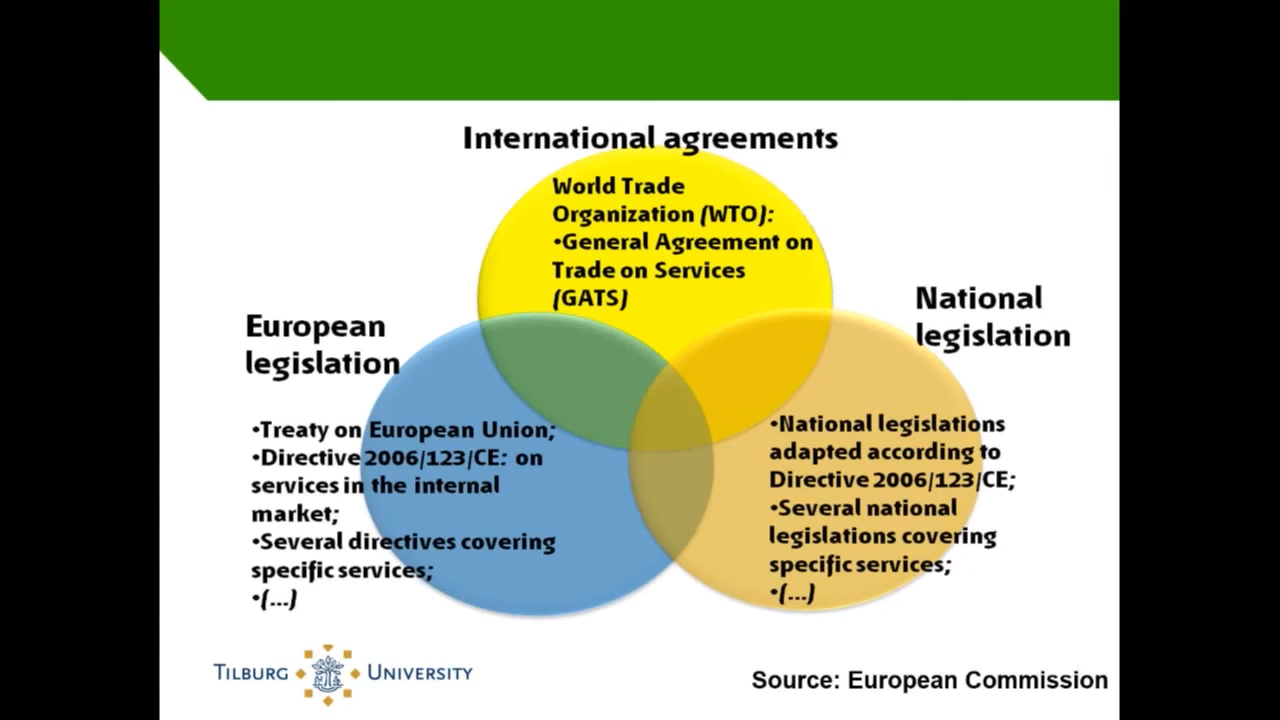 International agreements
World Trade
Organization (WTO):
•General Agreement on
Trade on Services
(GATS)
European
legislation
•Treaty on European Union;
•Directive 2006/123/CE: on
services in the internal
market;
•Several directives covering
specific services;
•(...)
National
legislation
•National legislations
adapted according to
Directive 2006/123/CE;
•Several national
legislations covering
specific services;
•(...)
TILBURG UNIVERSITY
Source: European Commission